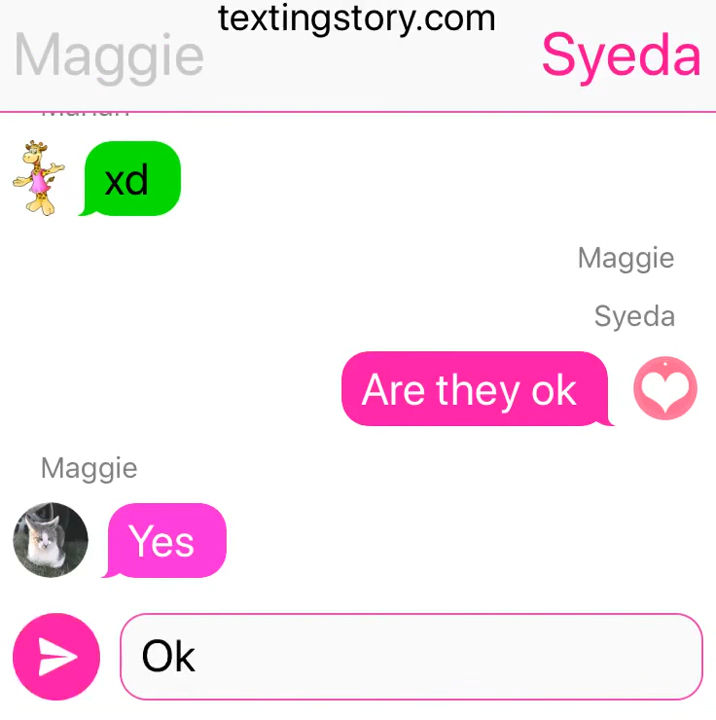 textingstory.com
Maggie
Syeda
xd
Maggie
Syeda
Are they ok
Maggie
Yes
Ok